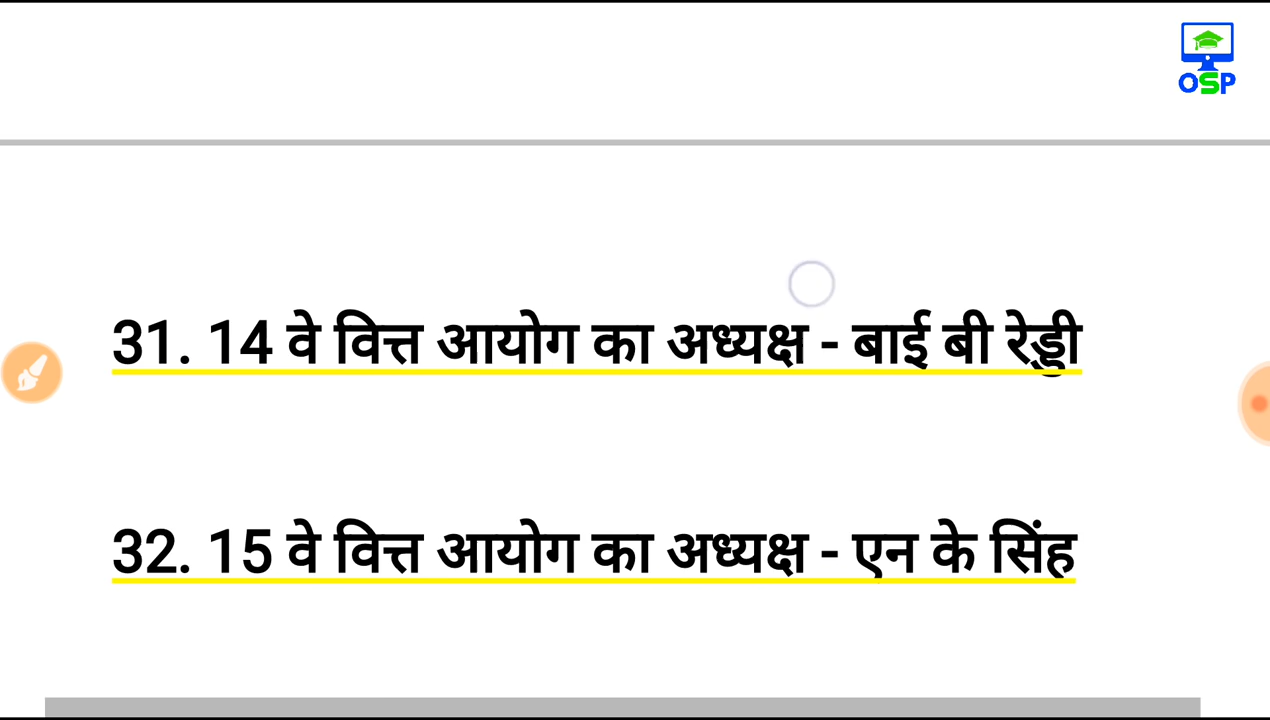 OSP
31. 14 वे वित्त आयोग का अध्यक्ष - बाई बी रेड्डी
32. 15 वे वित्त आयोग का अध्यक्ष - एन के सिंह